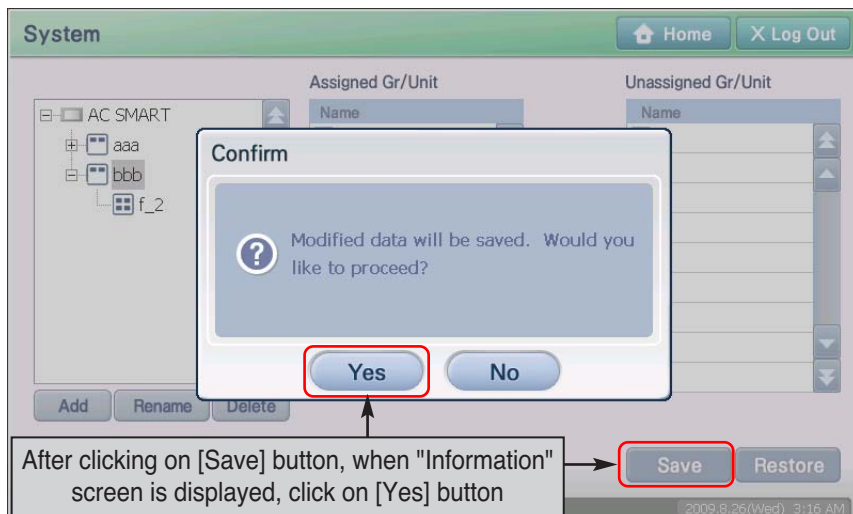 System
Home
X Log Out
Assigned Gr/Unit
Unassigned Gr/Unit
AC SMART
Name
Name
aaa
bbb
f_2
Confirm
Modified data will be saved.  Would you
like to proceed?
Yes
No
Add
Rename
Delete
After clicking on [Save] button, when "Information"
screen is displayed, click on [Yes] button
Save
Restore
2009.8.26(Wed)  3:16 AM